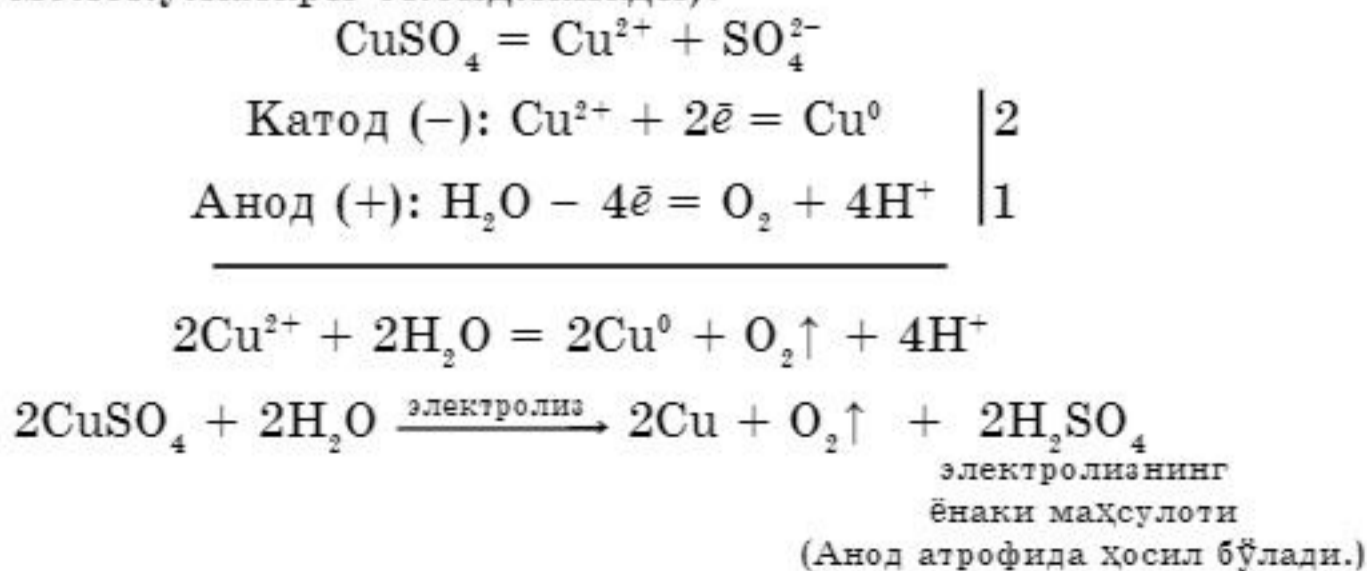 CuSO₄ = Cu²⁺ + SO₄²⁻
Катод (−): Cu²⁺ + 2ē = Cu⁰ |2
Анод (+): H₂O − 4ē = O₂ + 4H⁺ |1
2Cu²⁺ + 2H₂O = 2Cu⁰ + O₂↑ + 4H⁺
2CuSO₄ + 2H₂O электролиз → 2Cu + O₂↑ + 2H₂SO₄
электролизнинг
ёнаки маҳсулоти
(Анод атрофида ҳосил бўлади.)